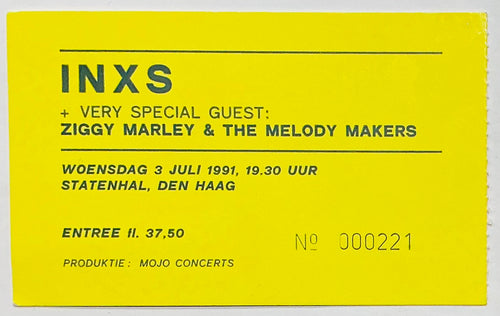 INXS
+ VERY SPECIAL GUEST:
ZIGGY MARLEY & THE MELODY MAKERS
WOENSDAG 3 JULI 1991, 19.30 UUR
STATENHAL, DEN HAAG
ENTREE fl. 37,50
Nº 000221
PRODUKTIE: MOJO CONCERTS